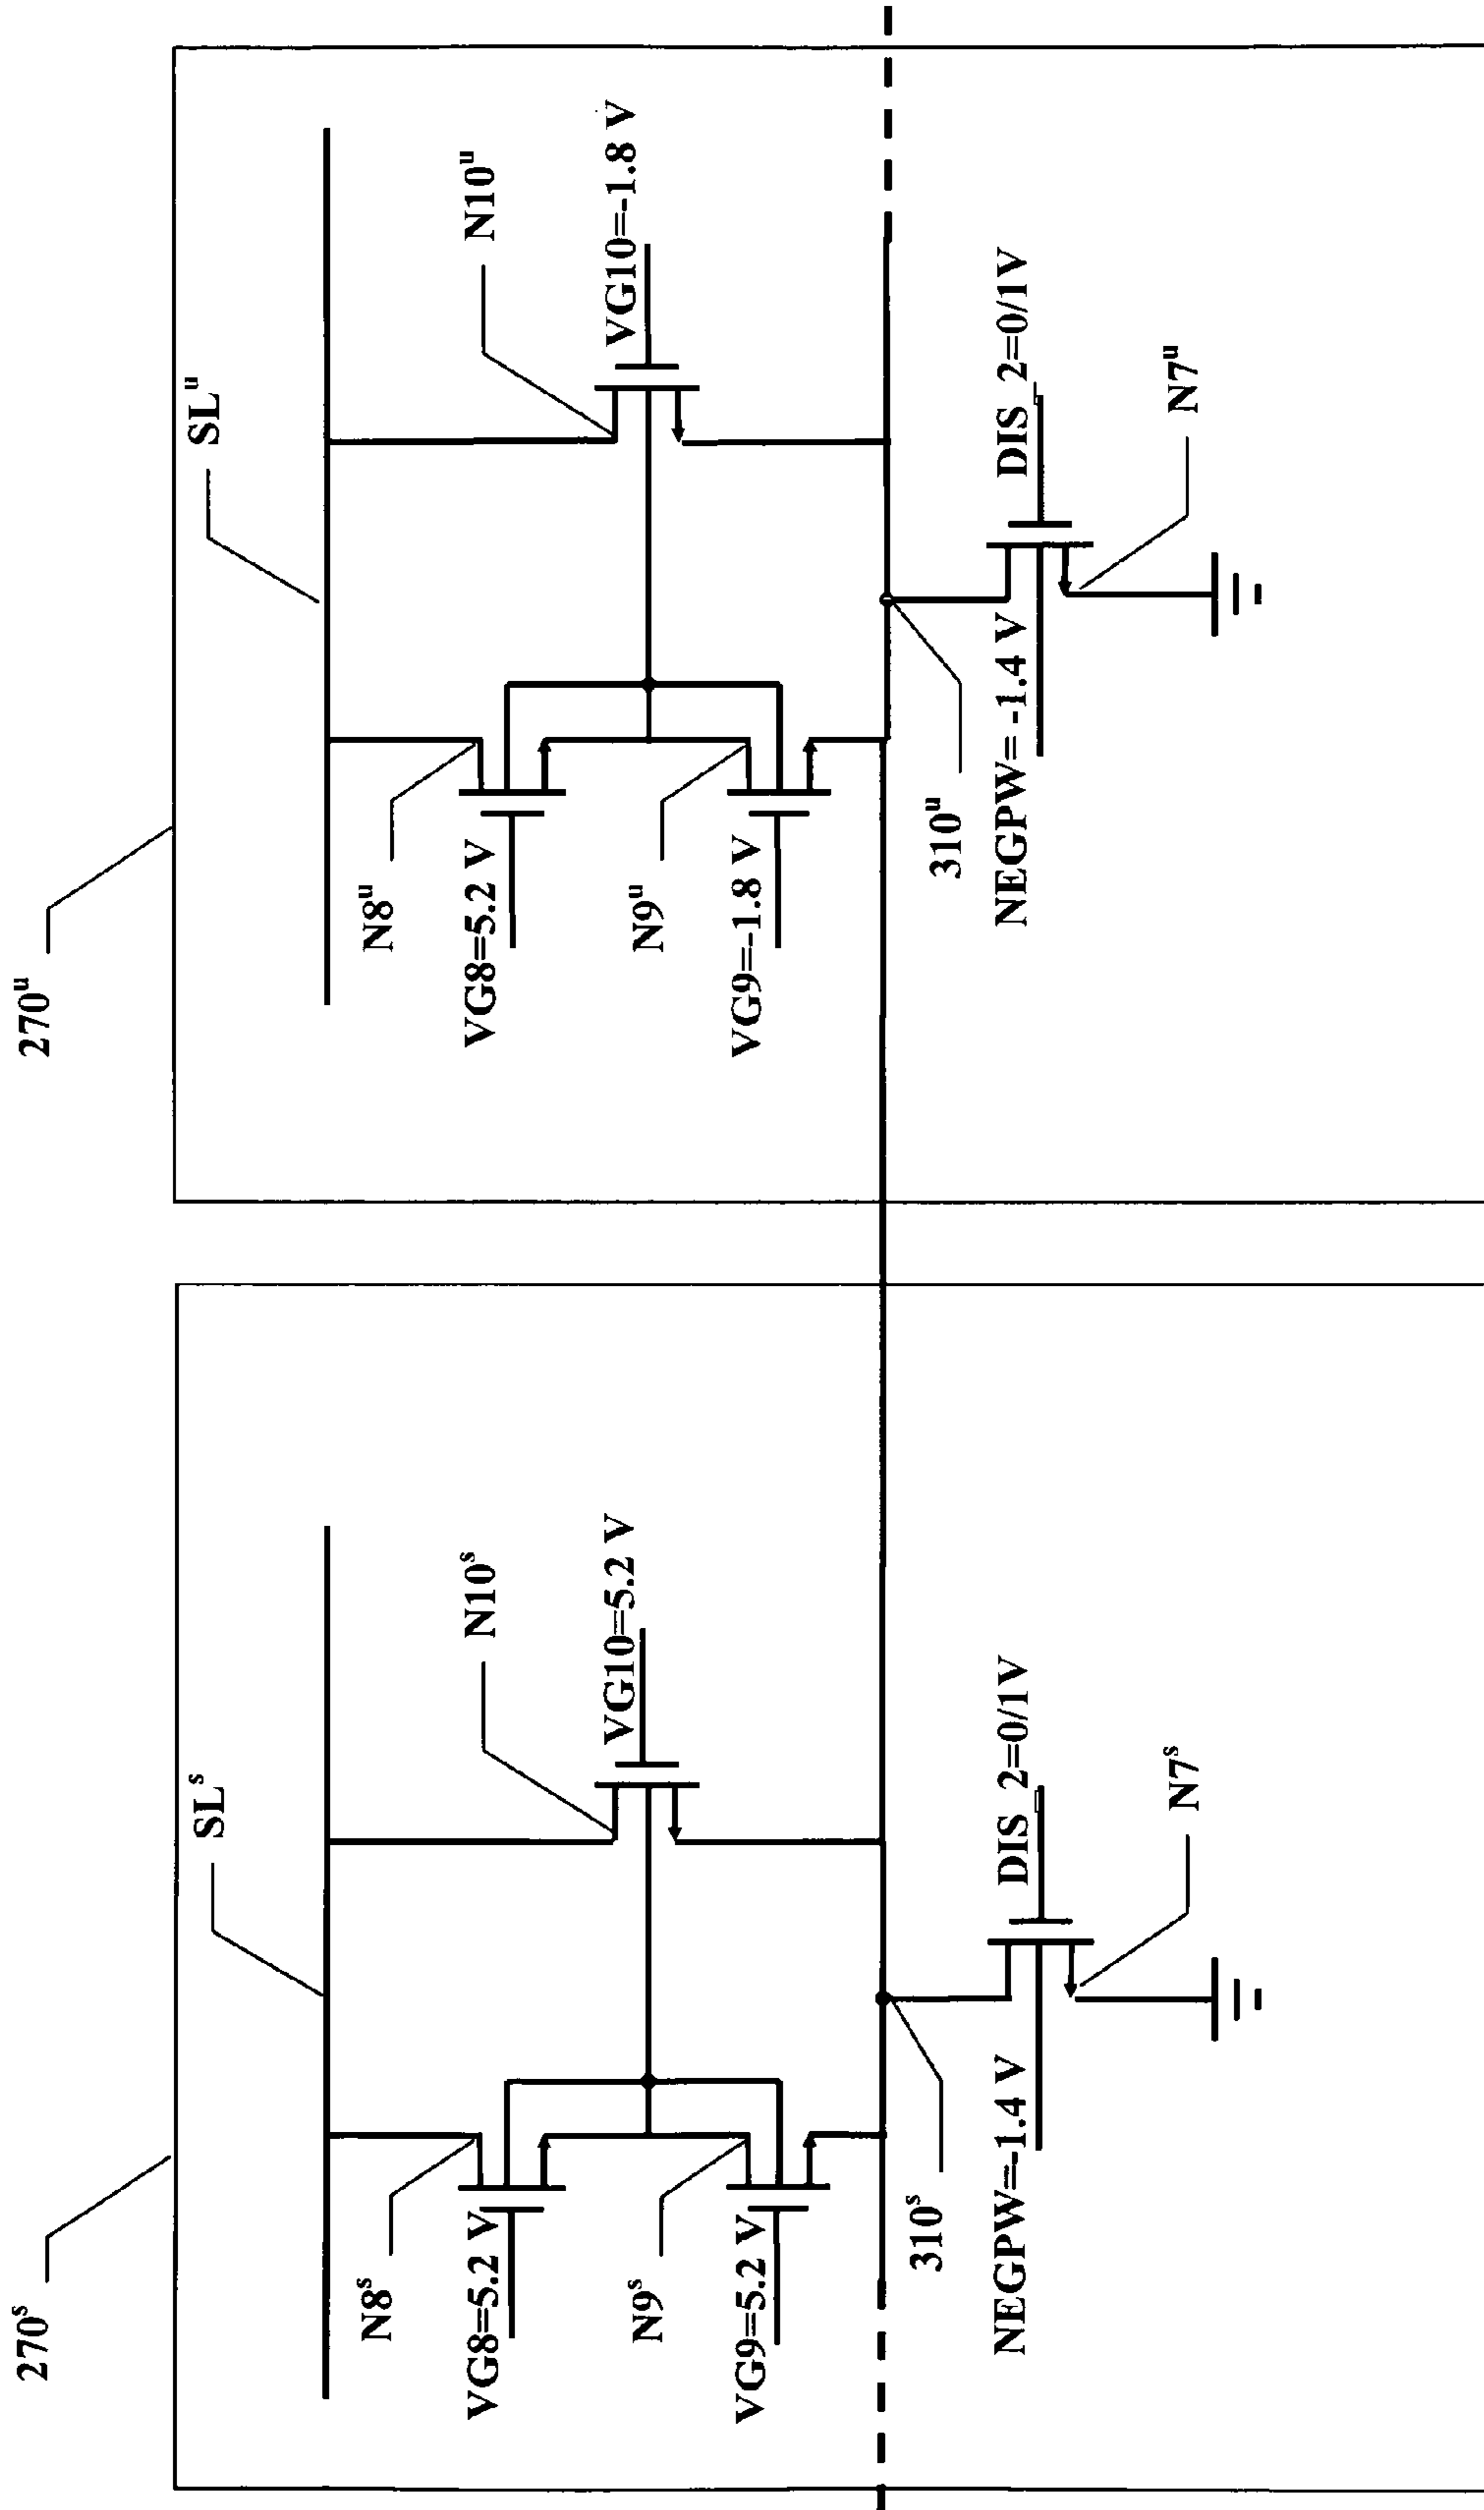 270ˢ
SLˢ
N8ˢ
VG8=5.2 V
N10ˢ
VG10=5.2 V
N9ˢ
VG9=5.2 V
310ˢ
NEGPW=-1.4 V
DIS_2=0/1V
N7ˢ
270ᵘ
SLᵘ
N8ᵘ
VG8=5.2 V
N10ᵘ
VG10=-1.8 V
N9ᵘ
VG9=-1.8 V
310ᵘ
NEGPW= -1.4 V
DIS_2=0/1V
N7ᵘ